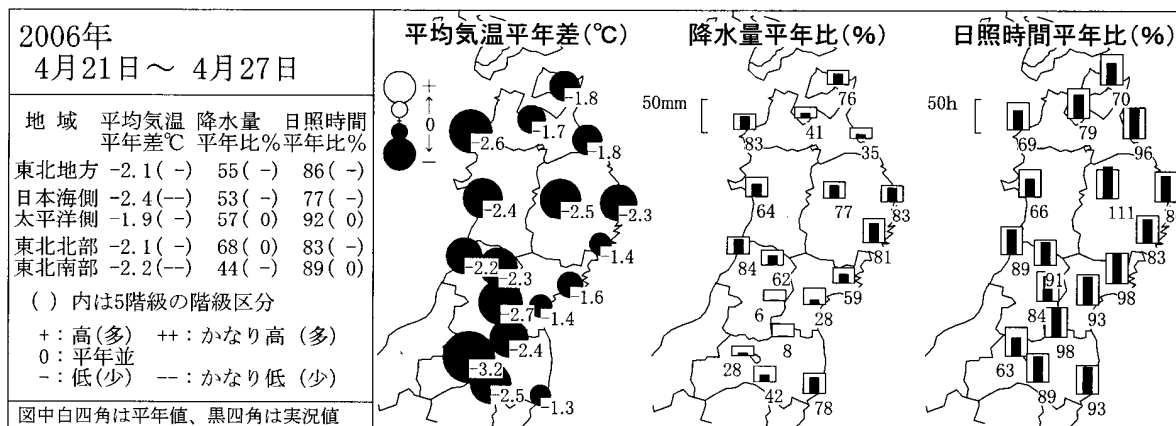 2006年
4月21日～ 4月27日
地 域 平均気温 降水量 日照時間
平年差℃ 平年比% 平年比%
東北地方 -2.1( -) 55( -) 86( -)
日本海側 -2.4(--) 53( -) 77( -)
太平洋側 -1.9( -) 57( 0) 92( 0)
東北北部 -2.1( -) 68( 0) 83( -)
東北南部 -2.2(--) 44( -) 89( 0)
( ) 内は5階級の階級区分
+：高(多) ++：かなり高 (多)
0：平年並
-：低(少) --：かなり低 (少)
図中白四角は平年値、黒四角は実況値
平均気温平年差(℃)
+
↑
0
↓
-
-1.8
-1.7
-2.6
-1.8
-2.4
-2.5
-2.3
-1.4
-2.2
-2.3
-1.6
-2.7
-1.4
-2.4
-3.2
-2.5
-1.3
降水量平年比(%)
50mm
76
41
83
35
64
77
83
81
84
62
59
6
28
8
28
42
78
日照時間平年比(%)
50h
70
79
69
96
66
111
83
89
91
98
84
93
98
63
89
93